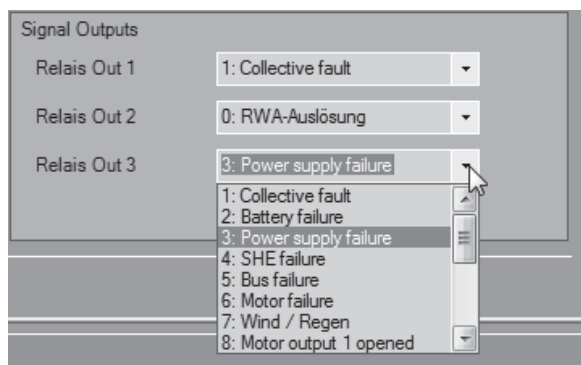 Signal Outputs
Relais Out 1 1: Collective fault
Relais Out 2 0: RWA-Auslösung
Relais Out 3 3: Power supply failure
1: Collective fault
2: Battery failure
3: Power supply failure
4: SHE failure
5: Bus failure
6: Motor failure
7: Wind / Regen
8: Motor output 1 opened